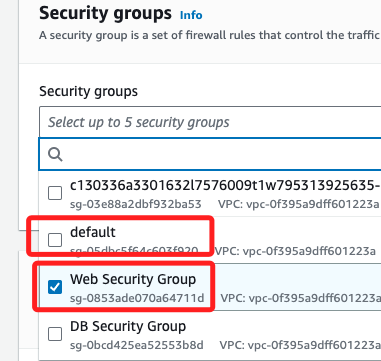 Security groups Info
A security group is a set of firewall rules that control the traffic
Security groups
Select up to 5 security groups
c130336a3301632l7576009t1w795313925635-
sg-03e88a2dbf932ba53 VPC: vpc-0f395a9dff601223a
default
sg-05dbc5f64c603f920 VPC: vpc-0f395a9dff601223a
Web Security Group
sg-0853ade070a64711d VPC: vpc-0f395a9dff601223a
DB Security Group
sg-0bcd425ea52553b8d VPC: vpc-0f395a9dff601223a